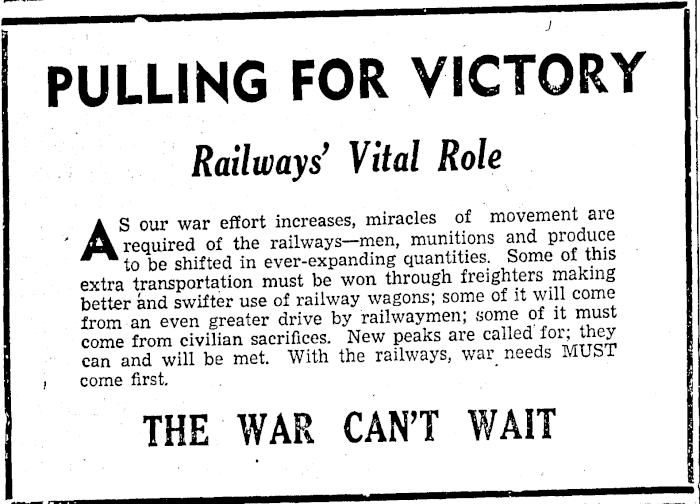 PULLING FOR VICTORY
Railways' Vital Role
AS our war effort increases, miracles of movement are
required of the railways—men, munitions and produce
to be shifted in ever-expanding quantities. Some of this
extra transportation must be won through freighters making
better and swifter use of railway wagons; some of it will come
from an even greater drive by railwaymen; some of it must
come from civilian sacrifices. New peaks are called for; they
can and will be met. With the railways, war needs MUST
come first.
THE WAR CAN'T WAIT